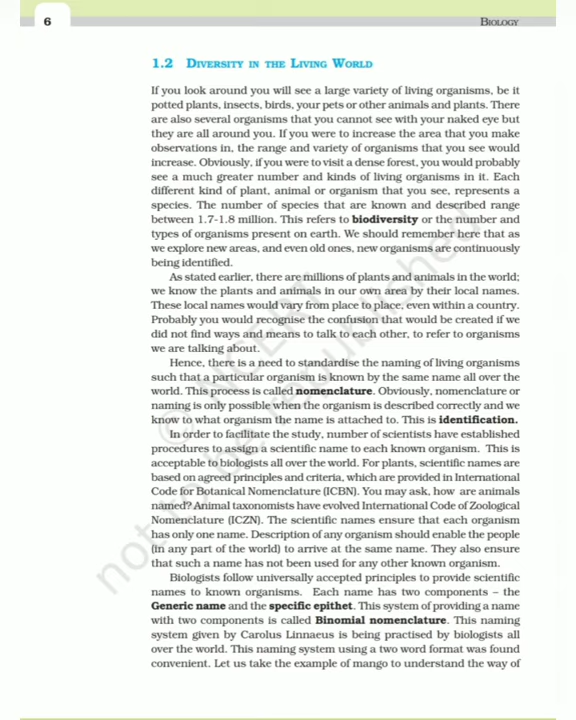 6
BIOLOGY
1.2 DIVERSITY IN THE LIVING WORLD
If you look around you will see a large variety of living organisms, be it
potted plants, insects, birds, your pets or other animals and plants. There
are also several organisms that you cannot see with your naked eye but
they are all around you. If you were to increase the area that you make
observations in, the range and variety of organisms that you see would
increase. Obviously, if you were to visit a dense forest, you would probably
see a much greater number and kinds of living organisms in it. Each
different kind of plant, animal or organism that you see, represents a
species. The number of species that are known and described range
between 1.7-1.8 million. This refers to biodiversity or the number and
types of organisms present on earth. We should remember here that as
we explore new areas, and even old ones, new organisms are continuously
being identified.
As stated earlier, there are millions of plants and animals in the world;
we know the plants and animals in our own area by their local names.
These local names would vary from place to place, even within a country.
Probably you would recognise the confusion that would be created if we
did not find ways and means to talk to each other, to refer to organisms
we are talking about.
Hence, there is a need to standardise the naming of living organisms
such that a particular organism is known by the same name all over the
world. This process is called nomenclature. Obviously, nomenclature or
naming is only possible when the organism is described correctly and we
know to what organism the name is attached to. This is identification.
In order to facilitate the study, number of scientists have established
procedures to assign a scientific name to each known organism. This is
acceptable to biologists all over the world. For plants, scientific names are
based on agreed principles and criteria, which are provided in International
Code for Botanical Nomenclature (ICBN). You may ask, how are animals
named? Animal taxonomists have evolved International Code of Zoological
Nomenclature (ICZN). The scientific names ensure that each organism
has only one name. Description of any organism should enable the people
(in any part of the world) to arrive at the same name. They also ensure
that such a name has not been used for any other known organism.
Biologists follow universally accepted principles to provide scientific
names to known organisms. Each name has two components – the
Generic name and the specific epithet. This system of providing a name
with two components is called Binomial nomenclature. This naming
system given by Carolus Linnaeus is being practised by biologists all
over the world. This naming system using a two word format was found
convenient. Let us take the example of mango to understand the way of
© NCERT
not to be republished